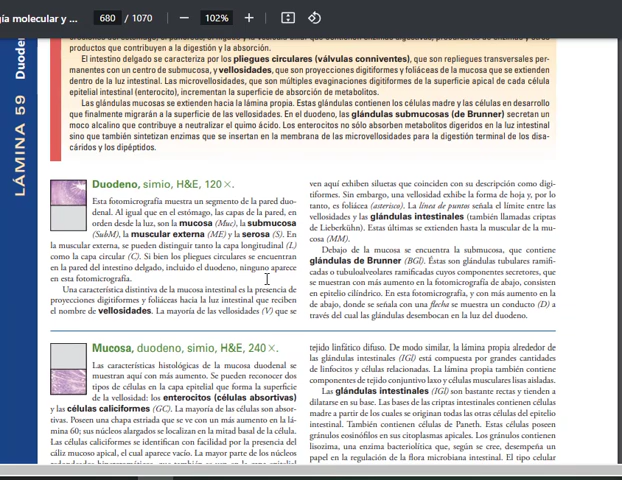 gía molecular y ...
680 / 1070
102%
LÁMINA 59 Duode
productos que contribuyen a la digestión y la absorción.
El intestino delgado se caracteriza por los pliegues circulares (válvulas conniventes), que son repliegues transversales per-
manentes con un centro de submucosa, y vellosidades, que son proyecciones digitiformes y foliáceas de la mucosa que se extienden
dentro de la luz intestinal. Las microvellosidades, que son múltiples evaginaciones digitiformes de la superficie apical de cada célula
epitelial intestinal (enterocito), incrementan la superficie de absorción de metabolitos.
Las glándulas mucosas se extienden hacia la lámina propia. Estas glándulas contienen los células madre y las células en desarrollo
que finalmente migrarán a la superficie de las vellosidades. En el duodeno, las glándulas submucosas (de Brunner) secretan un
moco alcalino que contribuye a neutralizar el quimo ácido. Los enterocitos no sólo absorben metabolitos digeridos en la luz intestinal
sino que también sintetizan enzimas que se insertan en la membrana de las microvellosidades para la digestión terminal de los disa-
cáridos y los dipéptidos.
Duodeno, simio, H&E, 120×.
Esta fotomicrografía muestra un segmento de la pared duo-
denal. Al igual que en el estómago, las capas de la pared, en
orden desde la luz, son la mucosa (Muc), la submucosa
(SubM), la muscular externa (ME) y la serosa (S). En
la muscular externa, se pueden distinguir tanto la capa longitudinal (L)
como la capa circular (C). Si bien los pliegues circulares se encuentran
en la pared del intestino delgado, incluido el duodeno, ninguno aparece
en esta fotomicrografía.
Una característica distintiva de la mucosa intestinal es la presencia de
proyecciones digitiformes y foliáceas hacia la luz intestinal que reciben
el nombre de vellosidades. La mayoría de las vellosidades (V) que se
ven aquí exhiben siluetas que coinciden con su descripción como digi-
tiformes. Sin embargo, una vellosidad exhibe la forma de hoja y, por lo
tanto, es foliácea (asterisco). La línea de puntos señala el límite entre las
vellosidades y las glándulas intestinales (también llamadas criptas
de Lieberkühn). Estas últimas se extienden hasta la muscular de la mu-
cosa (MM).
Debajo de la mucosa se encuentra la submucosa, que contiene
glándulas de Brunner (BGl). Éstas son glándulas tubulares ramifi-
cadas o tubuloalveolares ramificadas cuyos componentes secretores, que
se muestran con más aumento en la fotomicrografía de abajo, consisten
en epitelio cilíndrico. En esta fotomicrografía, y con más aumento en la
de abajo, donde se señala con una flecha se muestra un conducto (D) a
través del cual las glándulas desembocan en la luz del duodeno.
Mucosa, duodeno, simio, H&E, 240×.
Las características histológicas de la mucosa duodenal se
muestran aquí con más aumento. Se pueden reconocer dos
tipos de células en la capa epitelial que forma la superficie
de la vellosidad: los enterocitos (células absortivas)
y las células caliciformes (GC). La mayoría de las células son absor-
tivas. Poseen una chapa estriada que se ve con un más aumento en la lá-
mina 60; sus núcleos alargados se localizan en la mitad basal de la célula.
Las células caliciformes se identifican con facilidad por la presencia del
cáliz mucoso apical, el cual aparece vacío. La mayor parte de los núcleos
tejido linfático difuso. De modo similar, la lámina propia alrededor de
las glándulas intestinales (IGl) está compuesta por grandes cantidades
de linfocitos y células relacionadas. La lámina propia también contiene
componentes de tejido conjuntivo laxo y células musculares lisas aisladas.
Las glándulas intestinales (IGl) son bastante rectas y tienden a
dilatarse en su base. Las bases de las criptas intestinales contienen células
madre a partir de los cuales se originan todas las otras células del epitelio
intestinal. También contienen células de Paneth. Estas células poseen
gránulos eosinófilos en sus citoplasmas apicales. Los gránulos contienen
lisozima, una enzima bacteriolítica que, según se cree, desempeña un
papel en la regulación de la flora microbiana intestinal. El tipo celular